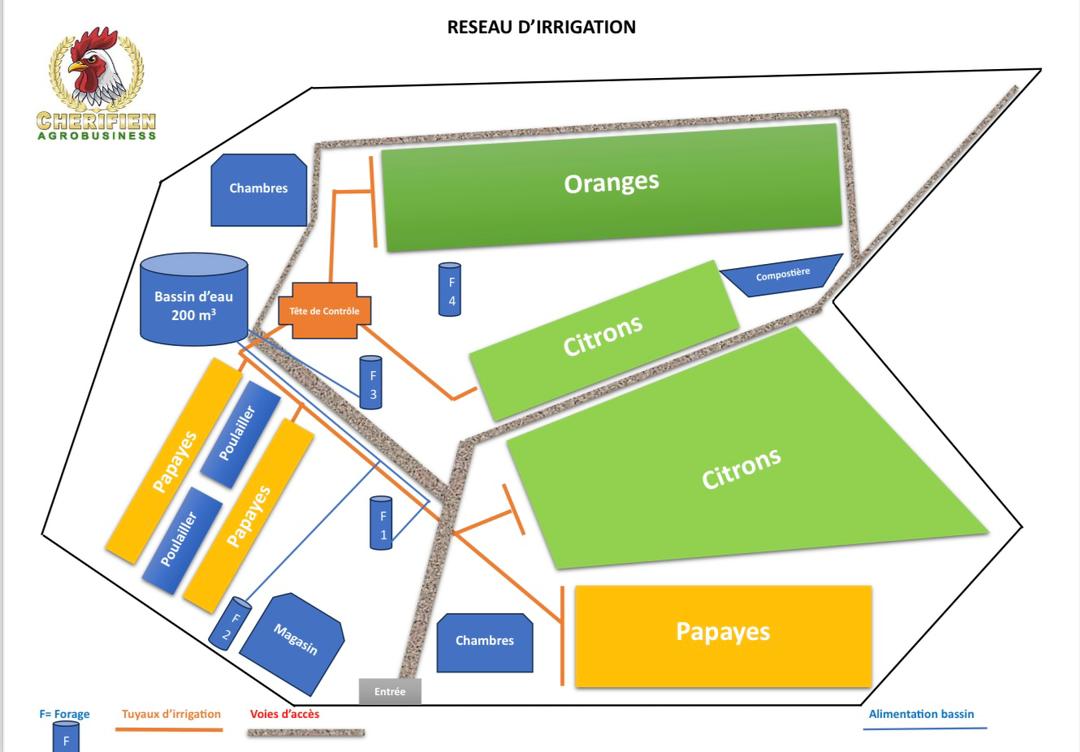 RESEAU D'IRRIGATION
CHERIFIEN
AGROBUSINESS
Chambres
Oranges
Bassin d'eau
200 m³
Tête de Contrôle
F
4
Compostière
Citrons
F
3
Papayes
Poulailler
Citrons
Poulailler
Papayes
F
1
F
2
Magasin
Chambres
Papayes
Entrée
F= Forage
F
Tuyaux d'irrigation
Voies d'accès
Alimentation bassin